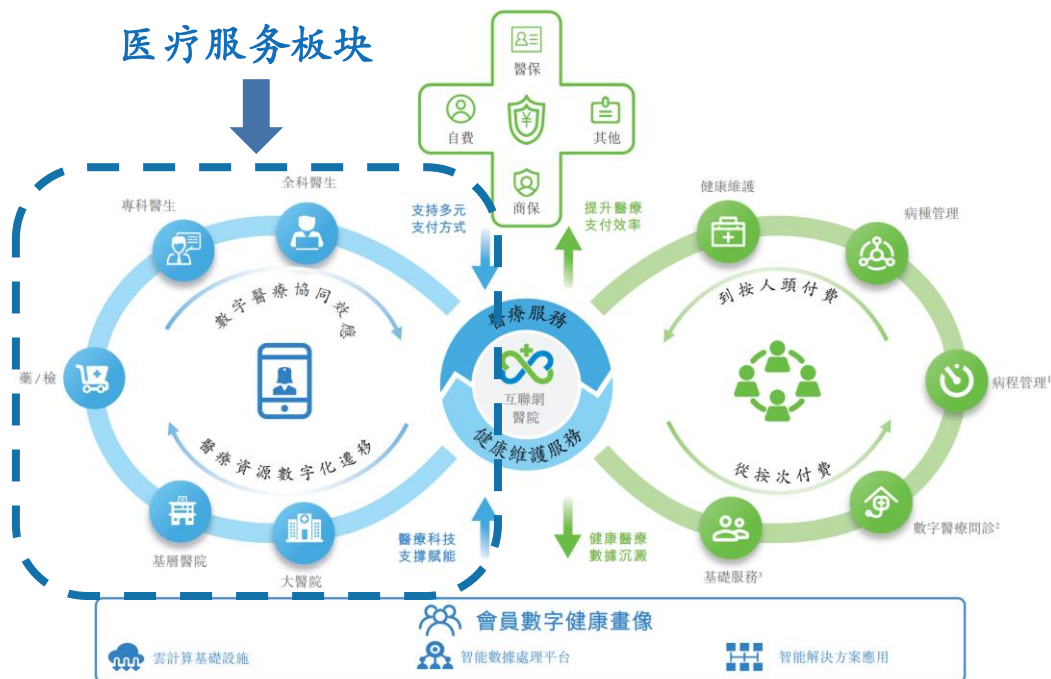 医疗服务板块
醫保
自費
其他
商保
全科醫生
專科醫生
藥/檢
基層醫院
大醫院
數字醫療協同效應
醫療資源數字化遷移
支持多元
支付方式
提升醫療
支付效率
醫療服務
互聯網
醫院
健康維護服務
醫療科技
支撐賦能
健康醫療
數據沉澱
健康維護
病種管理
病程管理¹
數字醫療問診²
基礎服務³
到按人頭付費
從按次付費
會員數字健康畫像
雲計算基礎設施
智能數據處理平台
智能解決方案應用